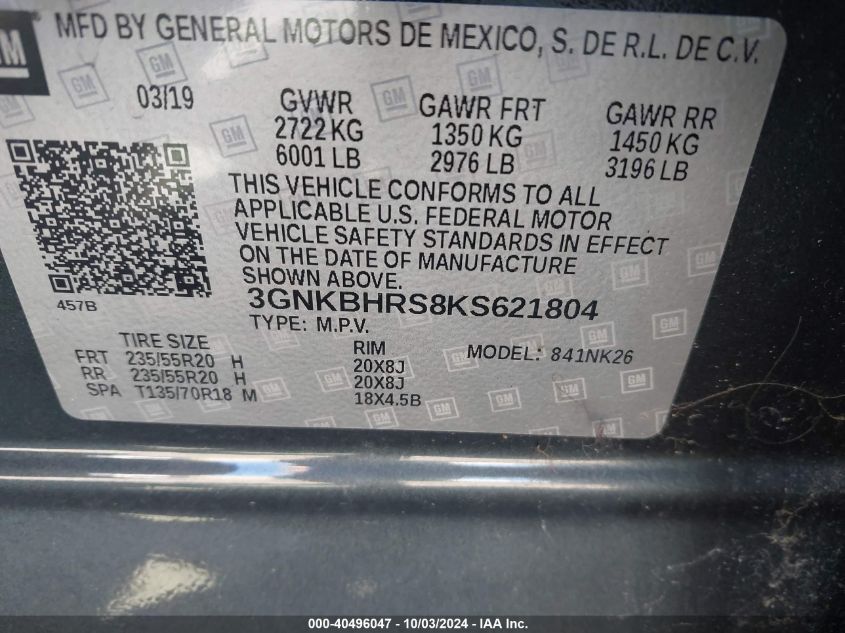 GM
MFD BY GENERAL MOTORS DE MEXICO, S. DE R.L. DE C.V.
03/19
GVWR
2722 KG
6001 LB
GAWR FRT
1350 KG
2976 LB
GAWR RR
1450 KG
3196 LB
THIS VEHICLE CONFORMS TO ALL
APPLICABLE U.S. FEDERAL MOTOR
VEHICLE SAFETY STANDARDS IN EFFECT
ON THE DATE OF MANUFACTURE
SHOWN ABOVE.
457B
3GNKBHRS8KS621804
TYPE: M.P.V.
TIRE SIZE
RIM
MODEL: 841NK26
FRT 235/55R20 H 20X8J
RR 235/55R20 H 20X8J
SPA T135/70R18 M 18X4.5B
000-40496047 - 10/03/2024 - IAA Inc.